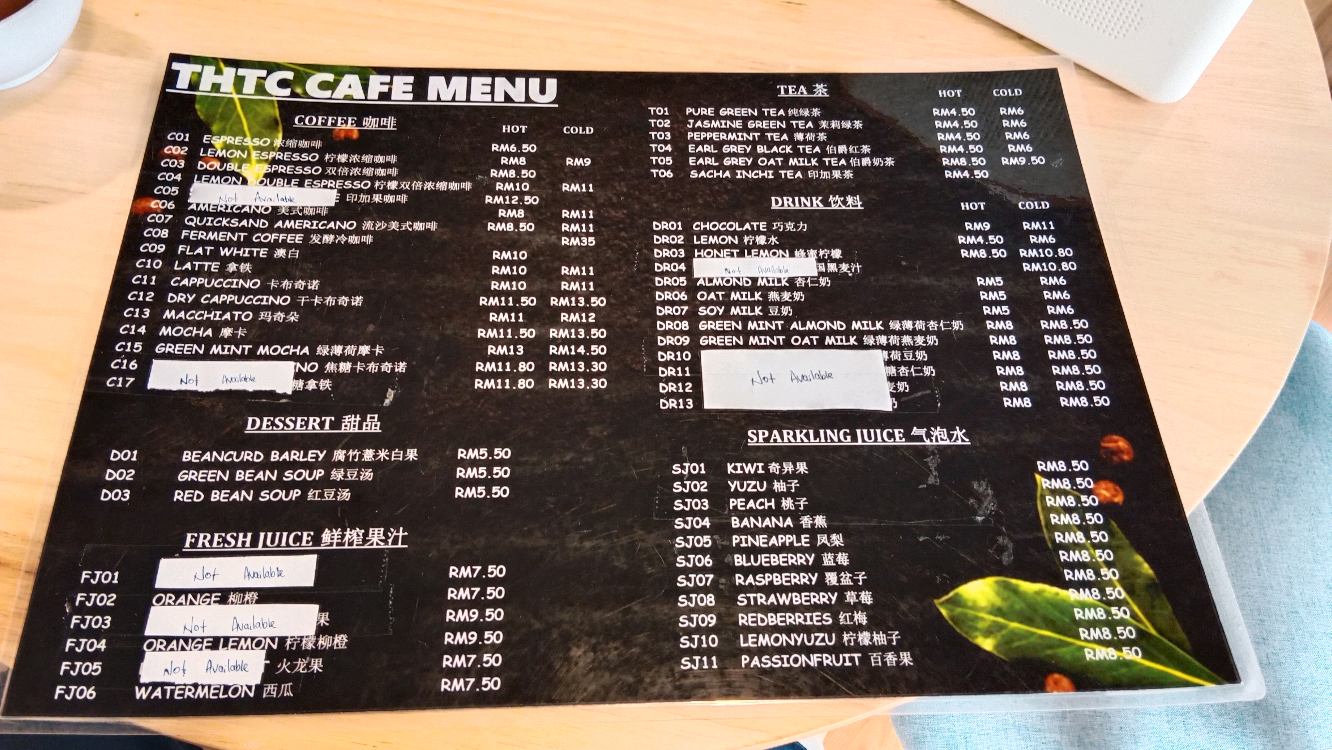 THTC CAFE MENU
COFFEE 咖啡 HOT COLD
C01 ESPRESSO 浓缩咖啡 RM6.50
C02 LEMON ESPRESSO 柠檬浓缩咖啡 RM8 RM9
C03 DOUBLE ESPRESSO 双倍浓缩咖啡 RM8.50
C04 LEMON DOUBLE ESPRESSO 柠檬双倍浓缩咖啡 RM10 RM11
C05 Not Available 印加果咖啡 RM12.50
C06 AMERICANO 美式咖啡 RM8 RM11
C07 QUICKSAND AMERICANO 流沙美式咖啡 RM8.50 RM11
C08 FERMENT COFFEE 发酵冷咖啡 RM35
C09 FLAT WHITE 澳白 RM10
C10 LATTE 拿铁 RM10 RM11
C11 CAPPUCCINO 卡布奇诺 RM10 RM11
C12 DRY CAPPUCCINO 干卡布奇诺 RM11.50 RM13.50
C13 MACCHIATO 玛奇朵 RM11 RM12
C14 MOCHA 摩卡 RM11.50 RM13.50
C15 GREEN MINT MOCHA 绿薄荷摩卡 RM13 RM14.50
C16 NO 焦糖卡布奇诺 RM11.80 RM13.30
C17 Not Available 糖拿铁 RM11.80 RM13.30
DESSERT 甜品
D01 BEANCURD BARLEY 腐竹薏米白果 RM5.50
D02 GREEN BEAN SOUP 绿豆汤 RM5.50
D03 RED BEAN SOUP 红豆汤 RM5.50
FRESH JUICE 鲜榨果汁
FJ01 Not Available RM7.50
FJ02 ORANGE 柳橙 RM7.50
FJ03 Not Available 果 RM9.50
FJ04 ORANGE LEMON 柠檬柳橙 RM9.50
FJ05 Not Available T 火龙果 RM7.50
FJ06 WATERMELON 西瓜 RM7.50
TEA 茶 HOT COLD
T01 PURE GREEN TEA 纯绿茶 RM4.50 RM6
T02 JASMINE GREEN TEA 茉莉绿茶 RM4.50 RM6
T03 PEPPERMINT TEA 薄荷茶 RM4.50 RM6
T04 EARL GREY BLACK TEA 伯爵红茶 RM4.50 RM6
T05 EARL GREY OAT MILK TEA 伯爵奶茶 RM8.50 RM9.50
T06 SACHA INCHI TEA 印加果茶 RM4.50
DRINK 饮料 HOT COLD
DR01 CHOCOLATE 巧克力 RM9 RM11
DR02 LEMON 柠檬水 RM4.50 RM6
DR03 HONET LEMON 蜂蜜柠檬 RM8.50 RM10.80
DR04 Not Available 国黑麦汁 RM10.80
DR05 ALMOND MILK 杏仁奶 RM5 RM6
DR06 OAT MILK 燕麦奶 RM5 RM6
DR07 SOY MILK 豆奶 RM5 RM6
DR08 GREEN MINT ALMOND MILK 绿薄荷杏仁奶 RM8 RM8.50
DR09 GREEN MINT OAT MILK 绿薄荷燕麦奶 RM8 RM8.50
DR10 荷豆奶 RM8 RM8.50
DR11 Not Available 糖杏仁奶 RM8 RM8.50
DR12 麦奶 RM8 RM8.50
DR13 RM8 RM8.50
SPARKLING JUICE 气泡水
SJ01 KIWI 奇异果 RM8.50
SJ02 YUZU 柚子 RM8.50
SJ03 PEACH 桃子 RM8.50
SJ04 BANANA 香蕉 RM8.50
SJ05 PINEAPPLE 凤梨 RM8.50
SJ06 BLUEBERRY 蓝莓 RM8.50
SJ07 RASPBERRY 覆盆子 RM8.50
SJ08 STRAWBERRY 草莓 RM8.50
SJ09 REDBERRIES 红梅 RM8.50
SJ10 LEMONYUZU 柠檬柚子 RM8.50
SJ11 PASSIONFRUIT 百香果 RM8.50